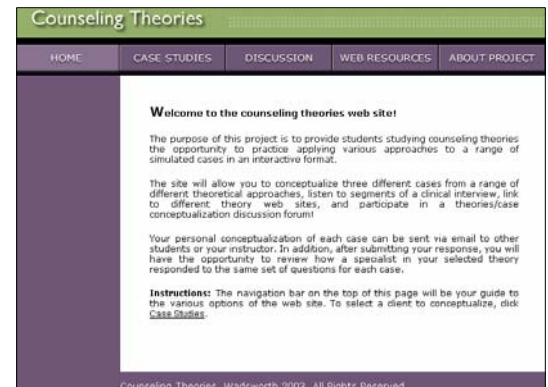 Counseling Theories
HOME CASE STUDIES DISCUSSION WEB RESOURCES ABOUT PROJECT
Welcome to the counseling theories web site!
The purpose of this project is to provide students studying counseling theories
the opportunity to practice applying various approaches to a range of
simulated cases in an interactive format.
The site will allow you to conceptualize three different cases from a range of
different theoretical approaches, listen to segments of a clinical interview, link
to different theory web sites, and participate in a theories/case
conceptualization discussion forum!
Your personal conceptualization of each case can be sent via email to other
students or your instructor. In addition, after submitting your response, you will
have the opportunity to review how a specialist in your selected theory
responded to the same set of questions for each case.
Instructions: The navigation bar on the top of this page will be your guide to
the various options of the web site. To select a client to conceptualize, click
Case Studies.
Counseling Theories, Wadsworth 2003, All Rights Reserved